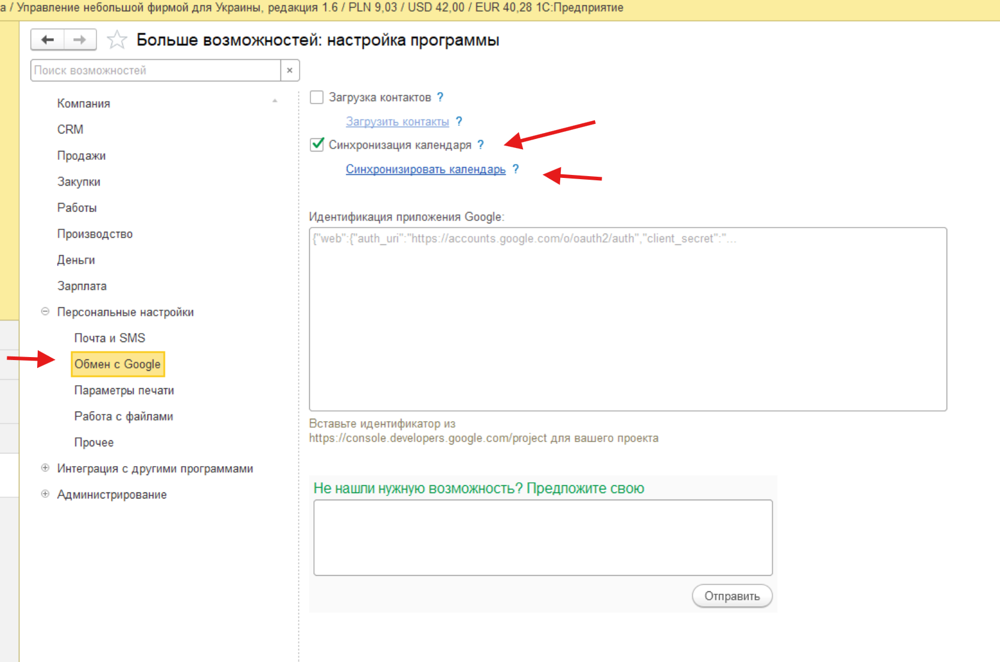 а / Управление небольшой фирмой для Украины, редакция 1.6 / PLN 9,03 / USD 42,00 / EUR 40,28 1С:Предприятие
Больше возможностей: настройка программы
Поиск возможностей ×
Компания
CRM
Продажи
Закупки
Работы
Производство
Деньги
Зарплата
Персональные настройки
Почта и SMS
Обмен с Google
Параметры печати
Работа с файлами
Прочее
Интеграция с другими программами
Администрирование
Загрузка контактов ?
Загрузить контакты ?
Синхронизация календаря ?
Синхронизировать календарь ?
Идентификация приложения Google:
{"web":{"auth_uri":"https://accounts.google.com/o/oauth2/auth","client_secret":"...
Вставьте идентификатор из
https://console.developers.google.com/project для вашего проекта
Не нашли нужную возможность? Предложите свою
Отправить